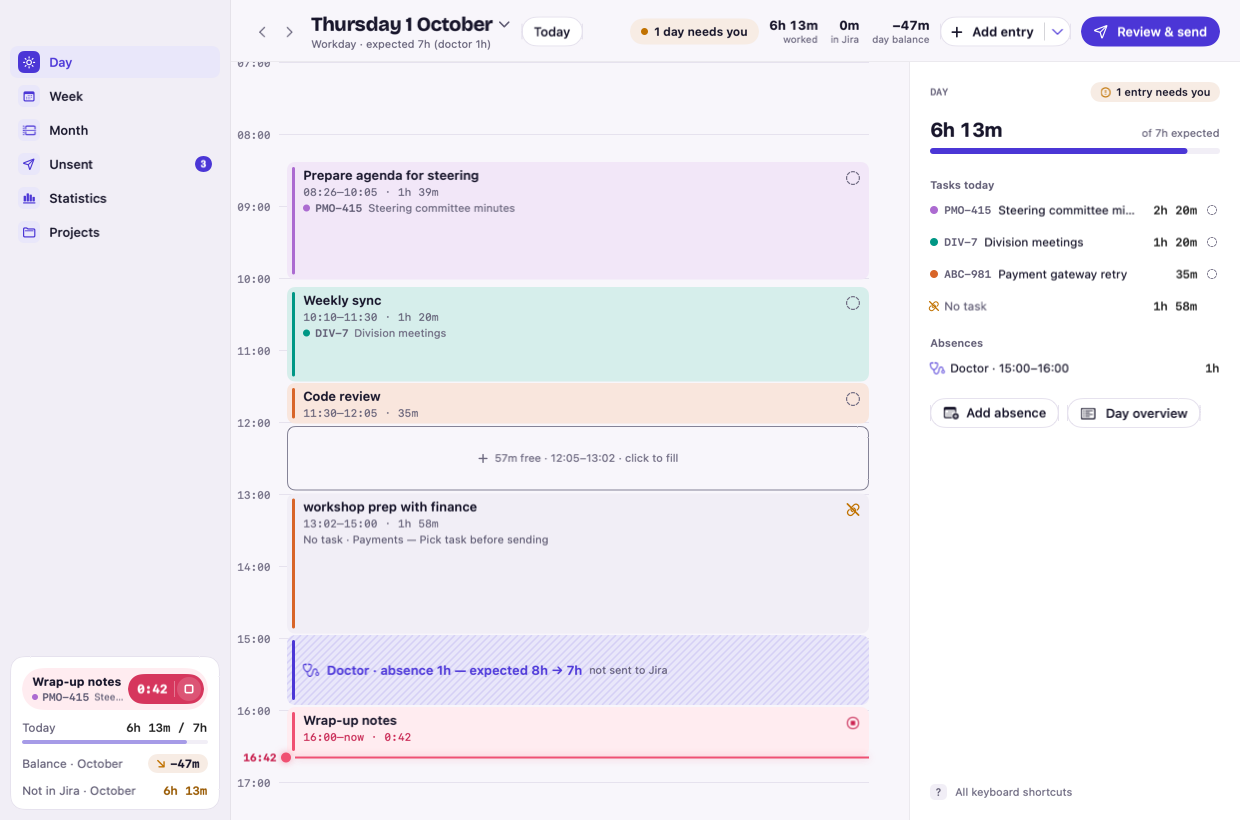 Day
Week
Month
Unsent 3
Statistics
Projects
Wrap-up notes
PMO-415 Stee...
0:42
Today 6h 13m / 7h
Balance · October −47m
Not in Jira · October 6h 13m
Thursday 1 October
Workday · expected 7h (doctor 1h)
Today
1 day needs you
6h 13m worked
0m in Jira
−47m day balance
Add entry
Review & send
07:00
08:00
09:00
10:00
11:00
12:00
13:00
14:00
15:00
16:00
16:42
17:00
Prepare agenda for steering
08:26–10:05 · 1h 39m
PMO-415 Steering committee minutes
Weekly sync
10:10–11:30 · 1h 20m
DIV-7 Division meetings
Code review
11:30–12:05 · 35m
57m free · 12:05–13:02 · click to fill
workshop prep with finance
13:02–15:00 · 1h 58m
No task · Payments — Pick task before sending
Doctor · absence 1h — expected 8h → 7h not sent to Jira
Wrap-up notes
16:00–now · 0:42
DAY
1 entry needs you
6h 13m
of 7h expected
Tasks today
PMO-415 Steering committee mi... 2h 20m
DIV-7 Division meetings 1h 20m
ABC-981 Payment gateway retry 35m
No task 1h 58m
Absences
Doctor · 15:00–16:00 1h
Add absence
Day overview
? All keyboard shortcuts